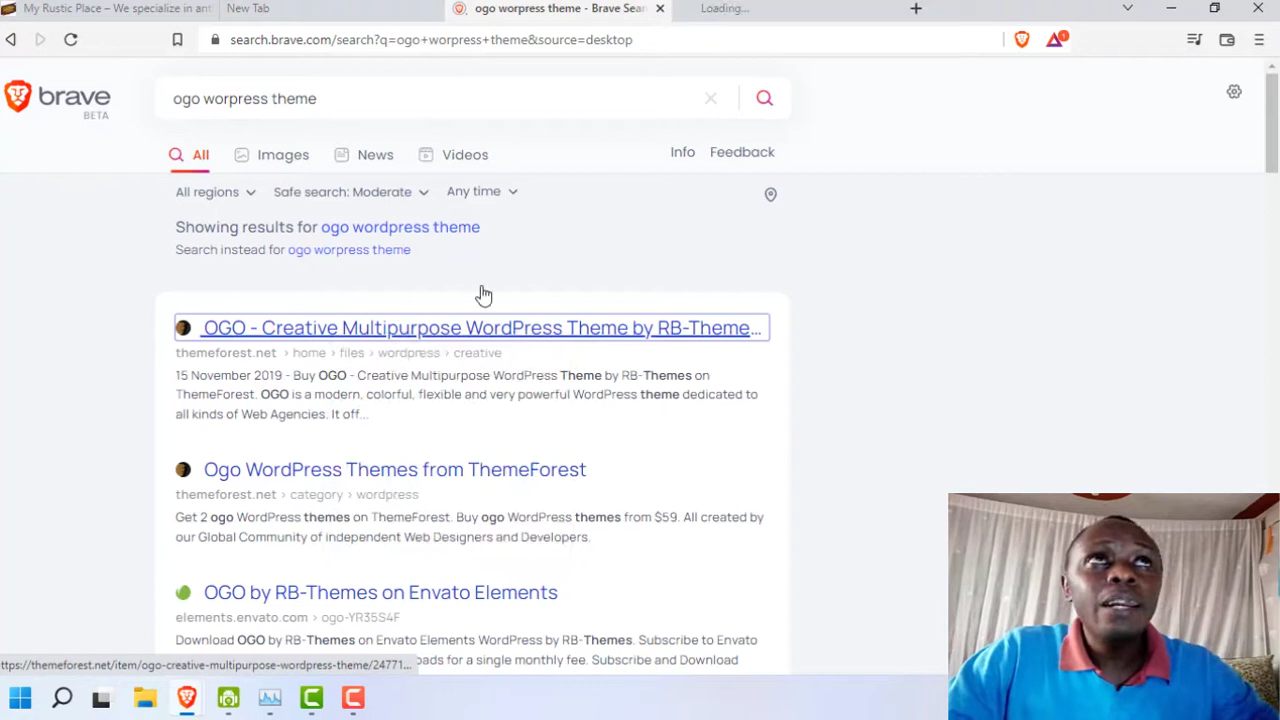 My Rustic Place – We specialize in ant
New Tab
ogo worpress theme - Brave Sear
Loading...
search.brave.com/search?q=ogo+worpress+theme&source=desktop
1
brave
BETA
ogo worpress theme
All
Images
News
Videos
Info
Feedback
All regions
Safe search: Moderate
Any time
Showing results for ogo wordpress theme
Search instead for ogo worpress theme
OGO - Creative Multipurpose WordPress Theme by RB-Theme...
themeforest.net › home › files › wordpress › creative
15 November 2019 - Buy OGO - Creative Multipurpose WordPress Theme by RB-Themes on
ThemeForest. OGO is a modern, colorful, flexible and very powerful WordPress theme dedicated to
all kinds of Web Agencies. It off...
Ogo WordPress Themes from ThemeForest
themeforest.net › category › wordpress
Get 2 ogo WordPress themes on ThemeForest. Buy ogo WordPress themes from $59. All created by
our Global Community of independent Web Designers and Developers.
OGO by RB-Themes on Envato Elements
elements.envato.com › ogo-YR35S4F
Download OGO by RB-Themes on Envato Elements WordPress by RB-Themes. Subscribe to Envato
oads for a single monthly fee. Subscribe and Download
ttps://themeforest.net/item/ogo-creative-multipurpose-wordpress-theme/24771...